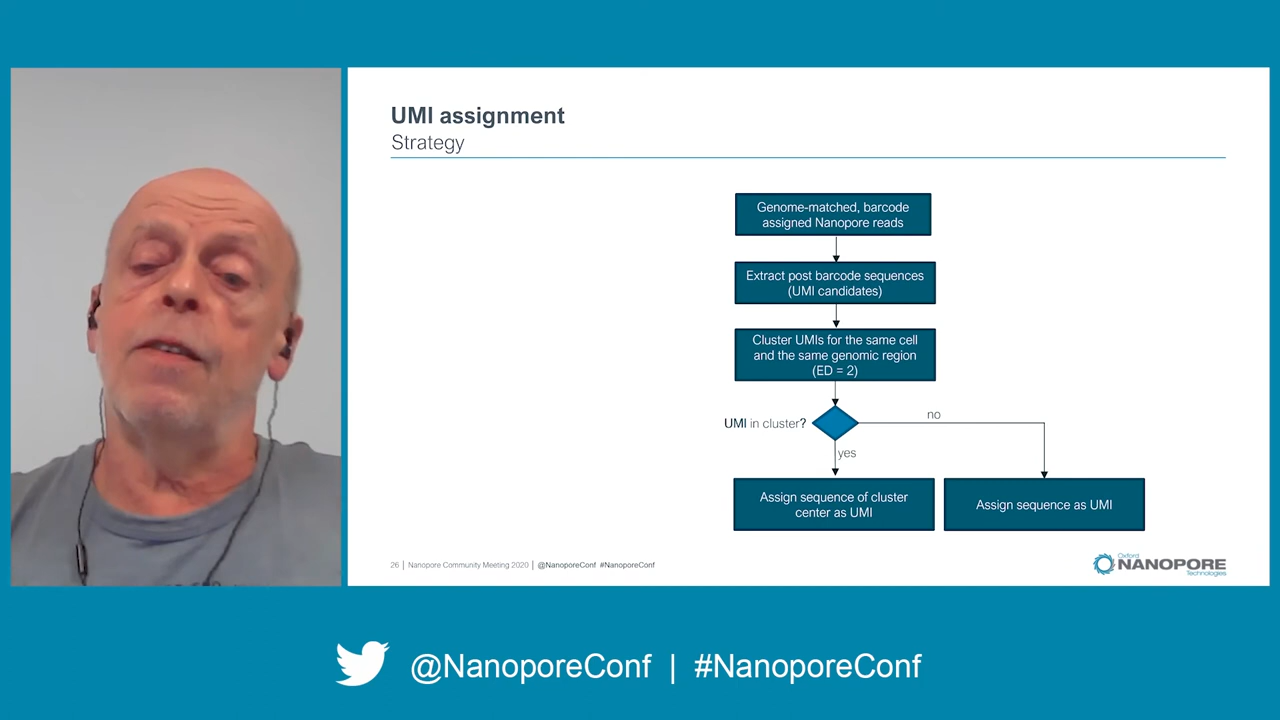 UMI assignment
Strategy
Genome-matched, barcode
assigned Nanopore reads
Extract post barcode sequences
(UMI candidates)
Cluster UMIs for the same cell
and the same genomic region
(ED = 2)
UMI in cluster?
no
yes
Assign sequence of cluster
center as UMI
Assign sequence as UMI
26 | Nanopore Community Meeting 2020 | @NanoporeConf #NanoporeConf
Oxford
NANOPORE
Technologies
@NanoporeConf | #NanoporeConf